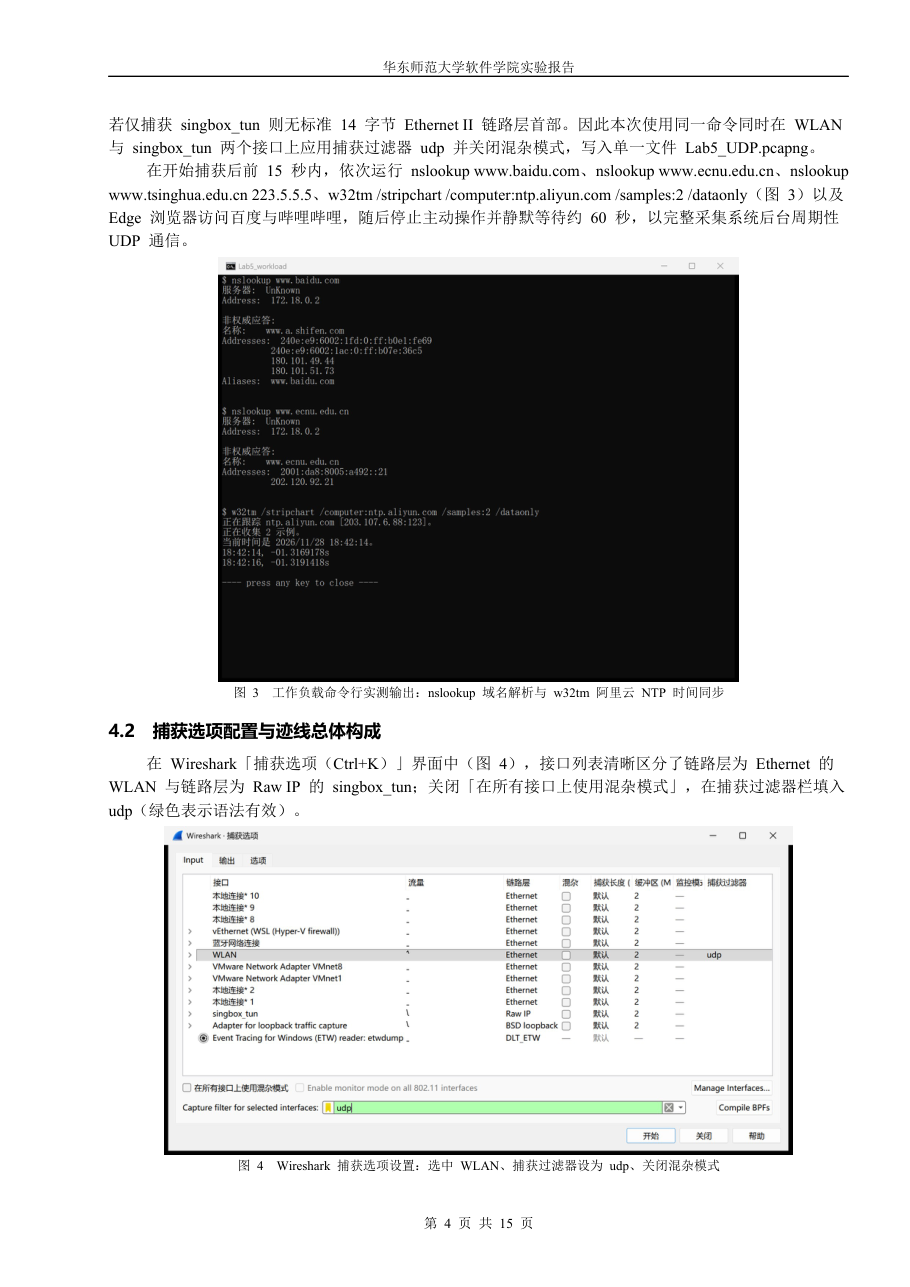 华东师范大学软件学院实验报告
若仅捕获 singbox_tun 则无标准 14 字节 Ethernet II 链路层首部。因此本次使用同一命令同时在 WLAN
与 singbox_tun 两个接口上应用捕获过滤器 udp 并关闭混杂模式，写入单一文件 Lab5_UDP.pcapng。
在开始捕获后前 15 秒内，依次运行 nslookup www.baidu.com、nslookup www.ecnu.edu.cn、nslookup
www.tsinghua.edu.cn 223.5.5.5、w32tm /stripchart /computer:ntp.aliyun.com /samples:2 /dataonly（图 3）以及
Edge 浏览器访问百度与哔哩哔哩，随后停止主动操作并静默等待约 60 秒，以完整采集系统后台周期性
UDP 通信。
Lab5_workload
$ nslookup www.baidu.com
服务器: UnKnown
Address: 172.18.0.2
非权威应答:
名称: www.a.shifen.com
Addresses: 240e:e9:6002:1fd:0:ff:b0e1:fe69
240e:e9:6002:1ac:0:ff:b07e:36c5
180.101.49.44
180.101.51.73
Aliases: www.baidu.com
$ nslookup www.ecnu.edu.cn
服务器: UnKnown
Address: 172.18.0.2
非权威应答:
名称: www.ecnu.edu.cn
Addresses: 2001:da8:8005:a492::21
202.120.92.21
$ w32tm /stripchart /computer:ntp.aliyun.com /samples:2 /dataonly
正在跟踪 ntp.aliyun.com [203.107.6.88:123]。
正在收集 2 示例。
当前时间是 2026/11/28 18:42:14。
18:42:14, -01.3169178s
18:42:16, -01.3191418s
---- press any key to close ----
图 3 工作负载命令行实测输出：nslookup 域名解析与 w32tm 阿里云 NTP 时间同步
4.2 捕获选项配置与迹线总体构成
在 Wireshark「捕获选项（Ctrl+K）」界面中（图 4），接口列表清晰区分了链路层为 Ethernet 的
WLAN 与链路层为 Raw IP 的 singbox_tun；关闭「在所有接口上使用混杂模式」，在捕获过滤器栏填入
udp（绿色表示语法有效）。
Wireshark · 捕获选项
Input 输出 选项
接口 流量 链路层 混杂 捕获长度 ( 缓冲区 (M 监控模式 捕获过滤器
本地连接* 10 Ethernet 默认 2 —
本地连接* 9 Ethernet 默认 2 —
本地连接* 8 Ethernet 默认 2 —
vEthernet (WSL (Hyper-V firewall)) Ethernet 默认 2 —
蓝牙网络连接 Ethernet 默认 2 —
WLAN Ethernet 默认 2 — udp
VMware Network Adapter VMnet8 Ethernet 默认 2 —
VMware Network Adapter VMnet1 Ethernet 默认 2 —
本地连接* 2 Ethernet 默认 2 —
本地连接* 1 Ethernet 默认 2 —
singbox_tun Raw IP 默认 2 —
Adapter for loopback traffic capture BSD loopback 默认 2 —
Event Tracing for Windows (ETW) reader: etwdump DLT_ETW — 默认 — —
在所有接口上使用混杂模式 Enable monitor mode on all 802.11 interfaces Manage Interfaces...
Capture filter for selected interfaces: udp Compile BPFs
开始 关闭 帮助
图 4 Wireshark 捕获选项设置：选中 WLAN、捕获过滤器设为 udp、关闭混杂模式
第 4 页 共 15 页